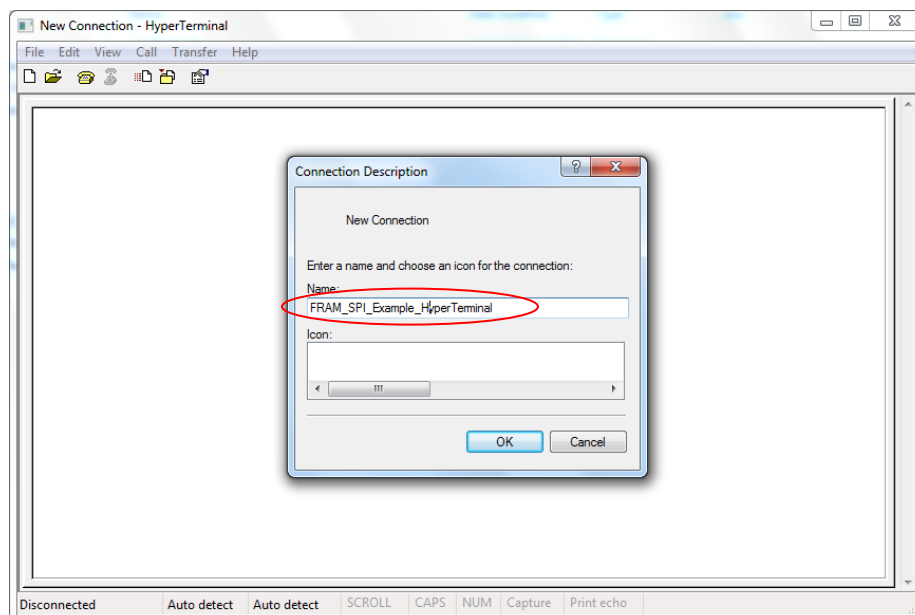 New Connection - HyperTerminal
File Edit View Call Transfer Help
Connection Description
New Connection
Enter a name and choose an icon for the connection:
Name:
FRAM_SPI_Example_HyperTerminal
Icon:
OK Cancel
Disconnected Auto detect Auto detect SCROLL CAPS NUM Capture Print echo